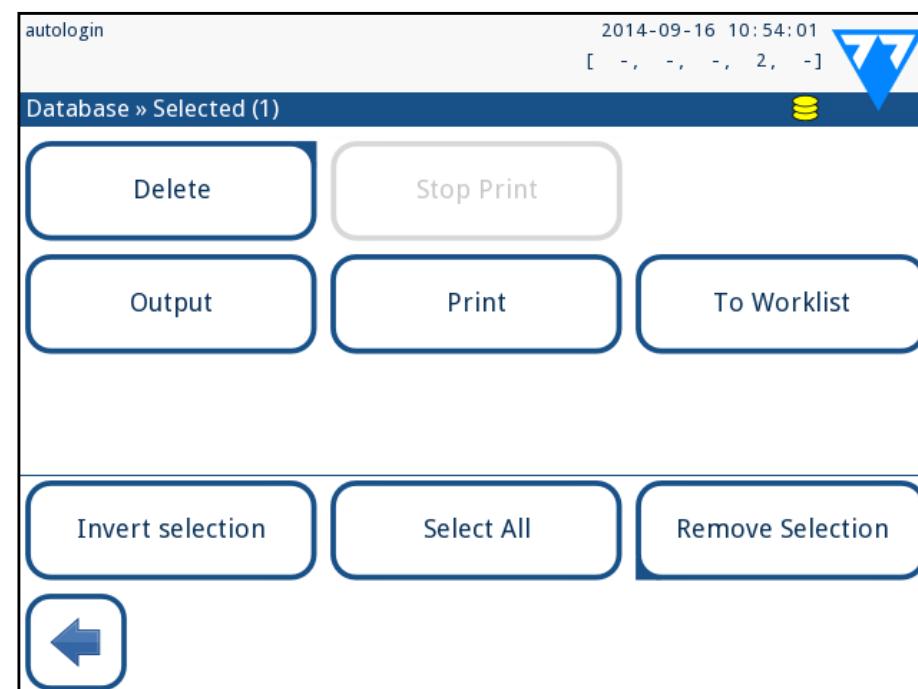 autologin
2014-09-16 10:54:01
[ -, -, -, 2, -]
Database » Selected (1)
Delete
Stop Print
Output
Print
To Worklist
Invert selection
Select All
Remove Selection